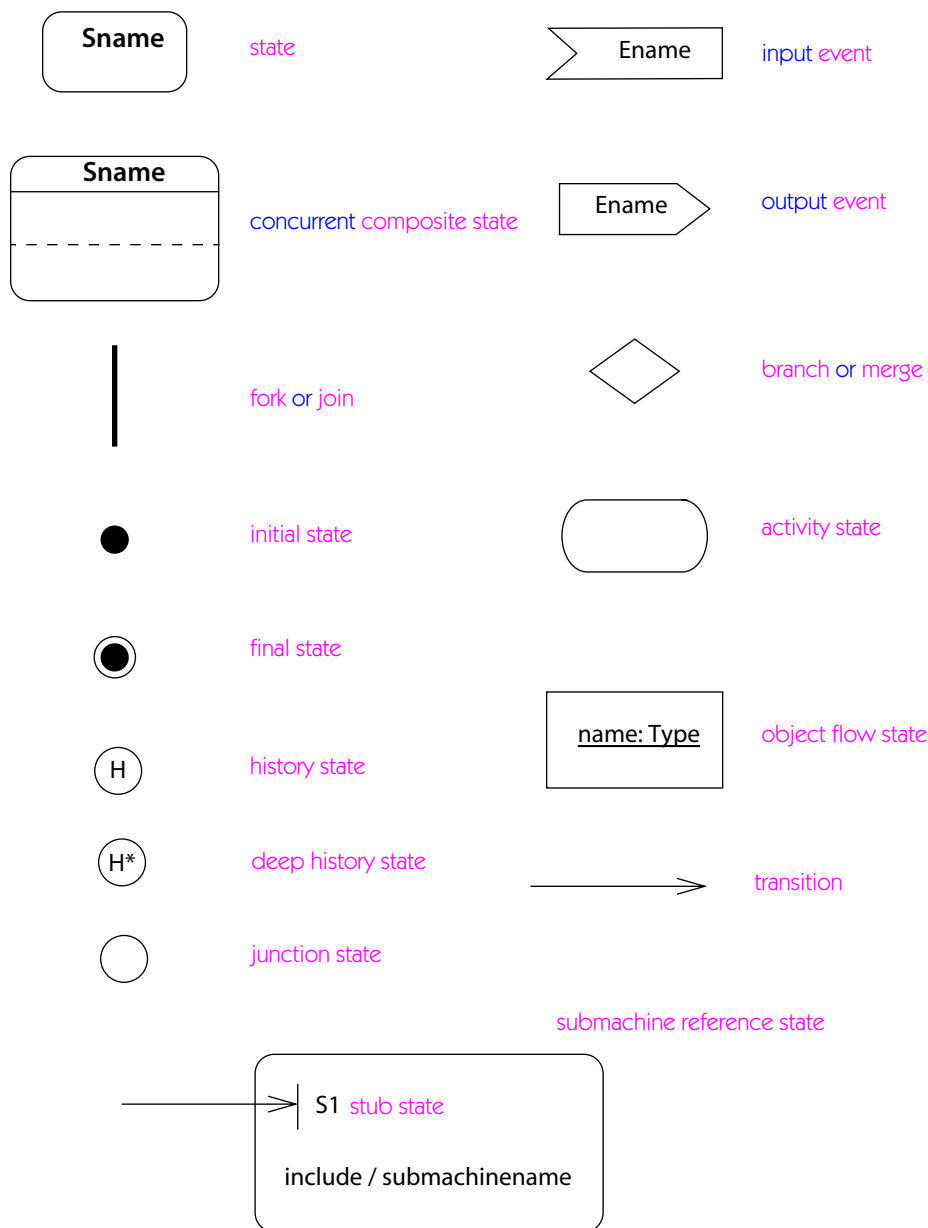 Sname
state
Ename
input event
Sname
concurrent composite state
Ename
output event
fork or join
branch or merge
initial state
activity state
final state
name: Type
object flow state
H
history state
H*
deep history state
transition
junction state
submachine reference state
S1 stub state
include / submachinename